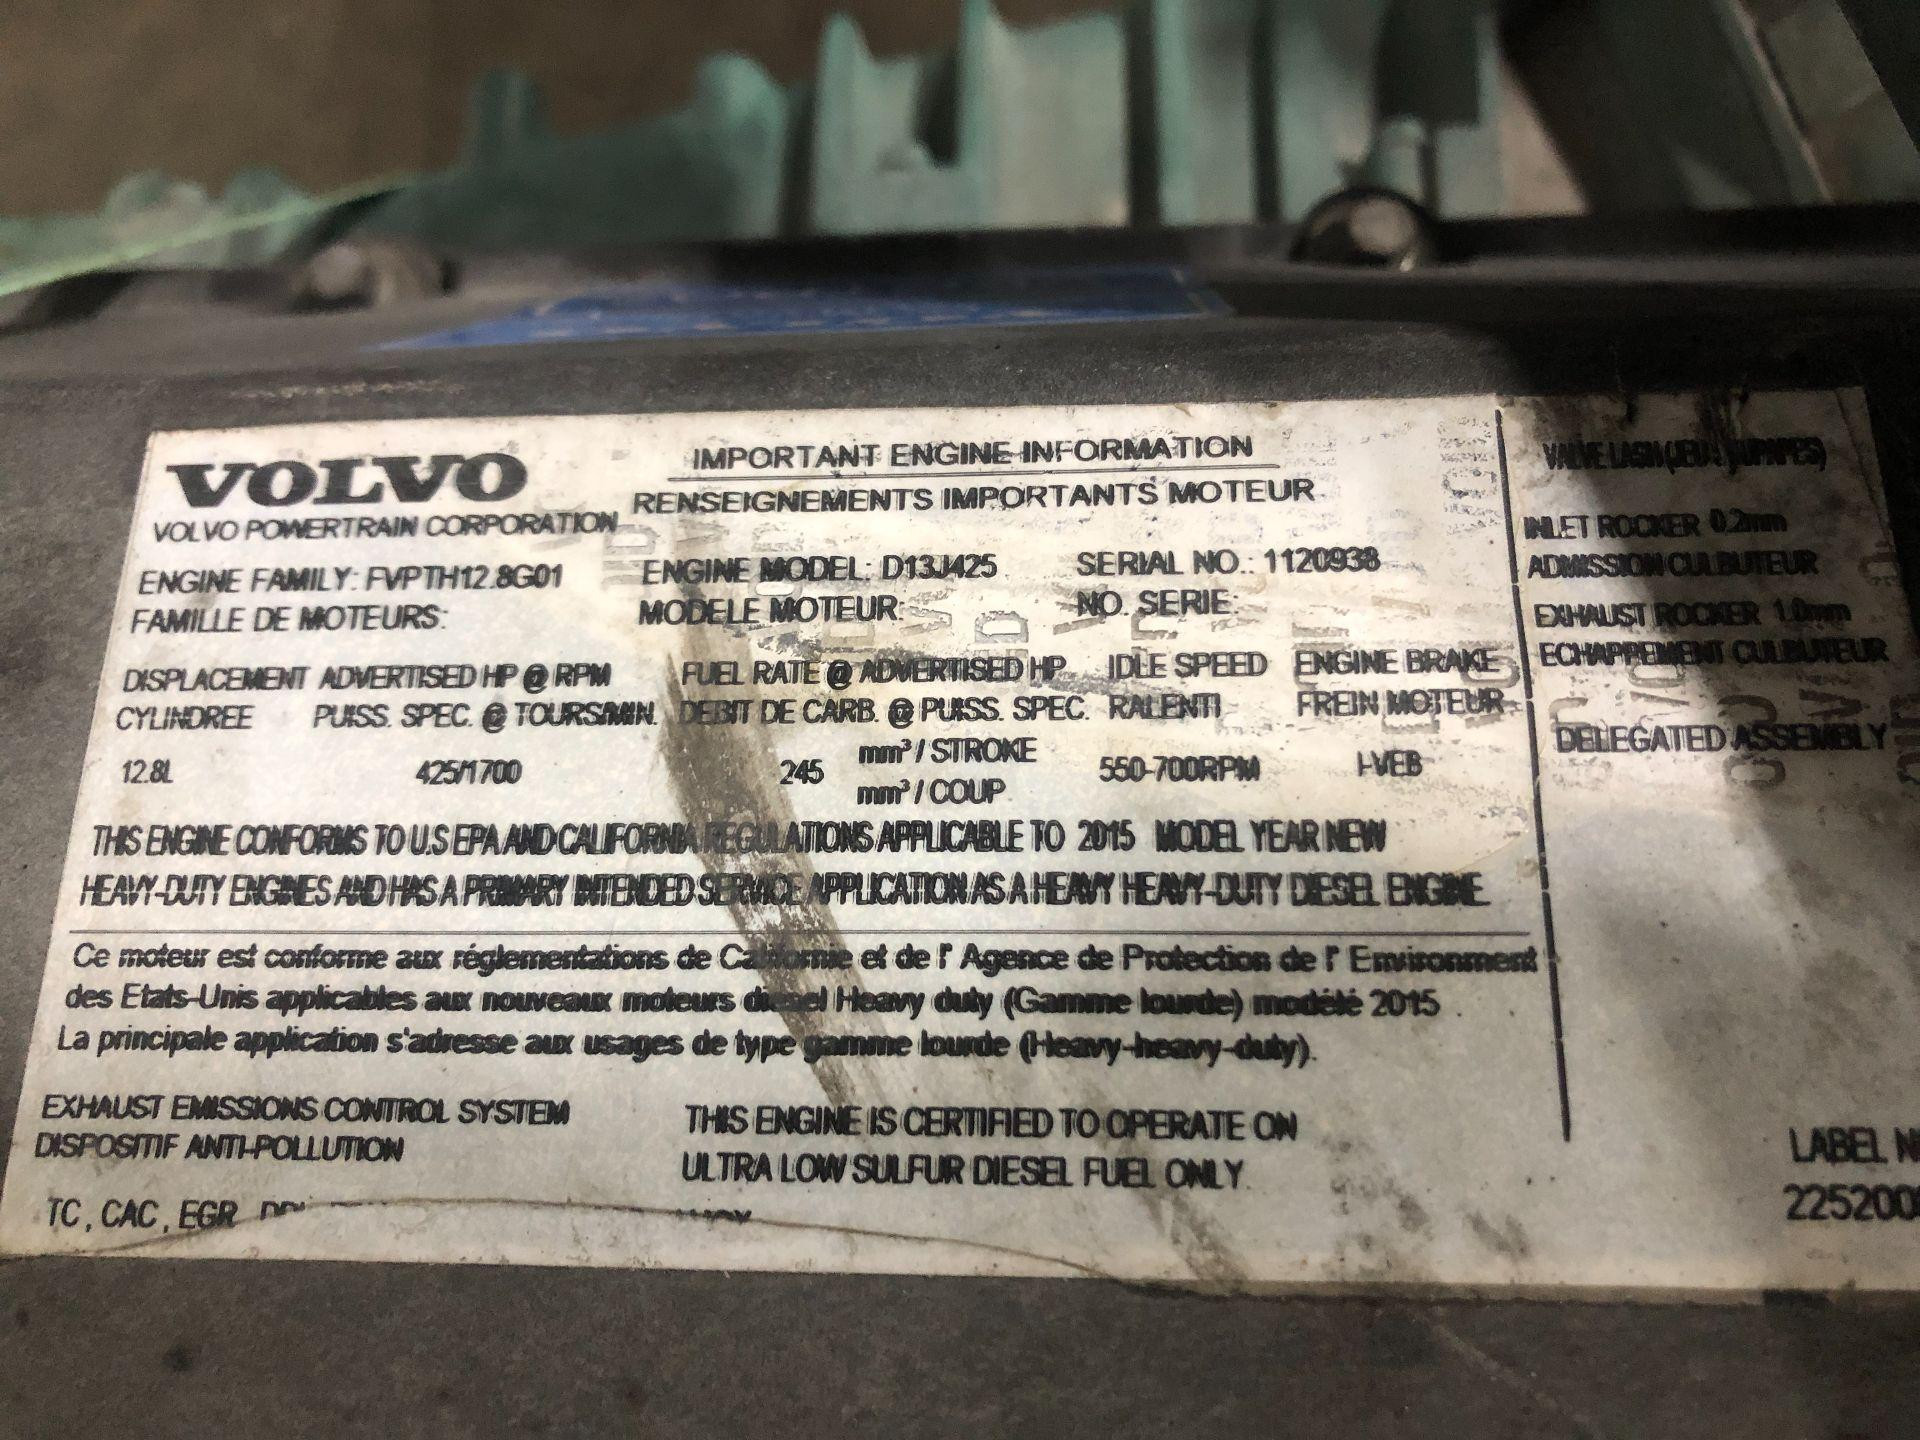 VOLVO
VOLVO POWERTRAIN CORPORATION
IMPORTANT ENGINE INFORMATION
RENSEIGNEMENTS IMPORTANTS MOTEUR
ENGINE FAMILY: FVPTH12.8G01
FAMILLE DE MOTEURS:
ENGINE MODEL: D13J425
MODELE MOTEUR:
SERIAL NO.: 1120938
NO. SERIE:
DISPLACEMENT ADVERTISED HP @ RPM FUEL RATE @ ADVERTISED HP IDLE SPEED ENGINE BRAKE
CYLINDREE PUISS. SPEC. @ TOURS/MIN. DEBIT DE CARB. @ PUISS. SPEC. RALENTI FREIN MOTEUR
12.8L 425/1700 245 mm³ / STROKE 550-700RPM I-VEB
mm³ / COUP
THIS ENGINE CONFORMS TO U.S EPA AND CALIFORNIA REGULATIONS APPLICABLE TO 2015 MODEL YEAR NEW
HEAVY-DUTY ENGINES AND HAS A PRIMARY INTENDED SERVICE APPLICATION AS A HEAVY HEAVY-DUTY DIESEL ENGINE
Ce moteur est conforme aux réglementations de Californie et de l' Agence de Protection de l' Environment
des Etats-Unis applicables aux nouveaux moteurs diesel Heavy duty (Gamme lourde) modélé 2015 .
La principale application s'adresse aux usages de type gamme lourde (Heavy-heavy-duty).
EXHAUST EMISSIONS CONTROL SYSTEM
DISPOSITIF ANTI-POLLUTION
TC, CAC, EGR,
THIS ENGINE IS CERTIFIED TO OPERATE ON
ULTRA LOW SULFUR DIESEL FUEL ONLY
VALVE LASH (JEU
INLET ROCKER 0.2mm
ADMISSION CULBUTEUR
EXHAUST ROCKER 1.0mm
ECHAPPEMENT CULBUTEUR
DELEGATED ASSEMBLY
LABEL
225200